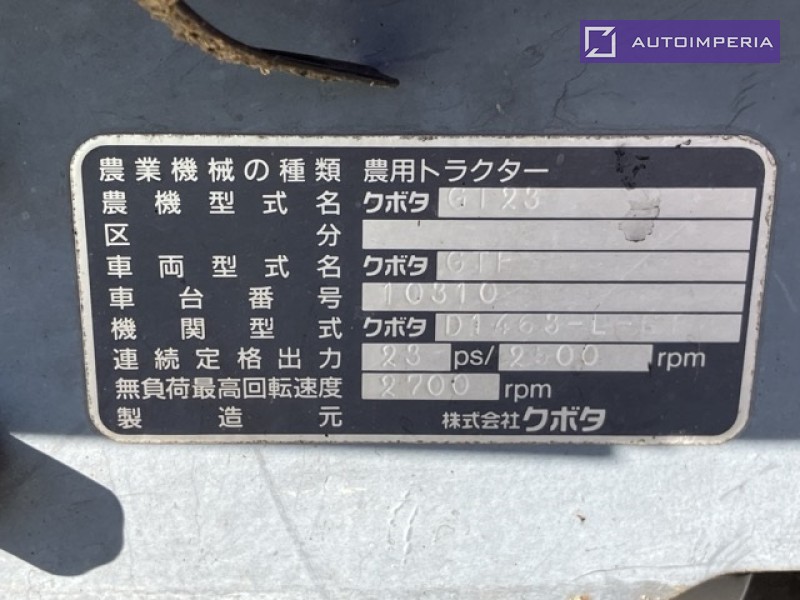 AUTOIMPERIA
農業機械の種類 農用トラクター
農機型式名 クボタ GT23
区分
車両型式名 クボタ GTF
車台番号 10310
機関型式 クボタ D1463-L-
連続定格出力 23 ps/ 2500 rpm
無負荷最高回転速度 2700 rpm
製造元 株式会社クボタ